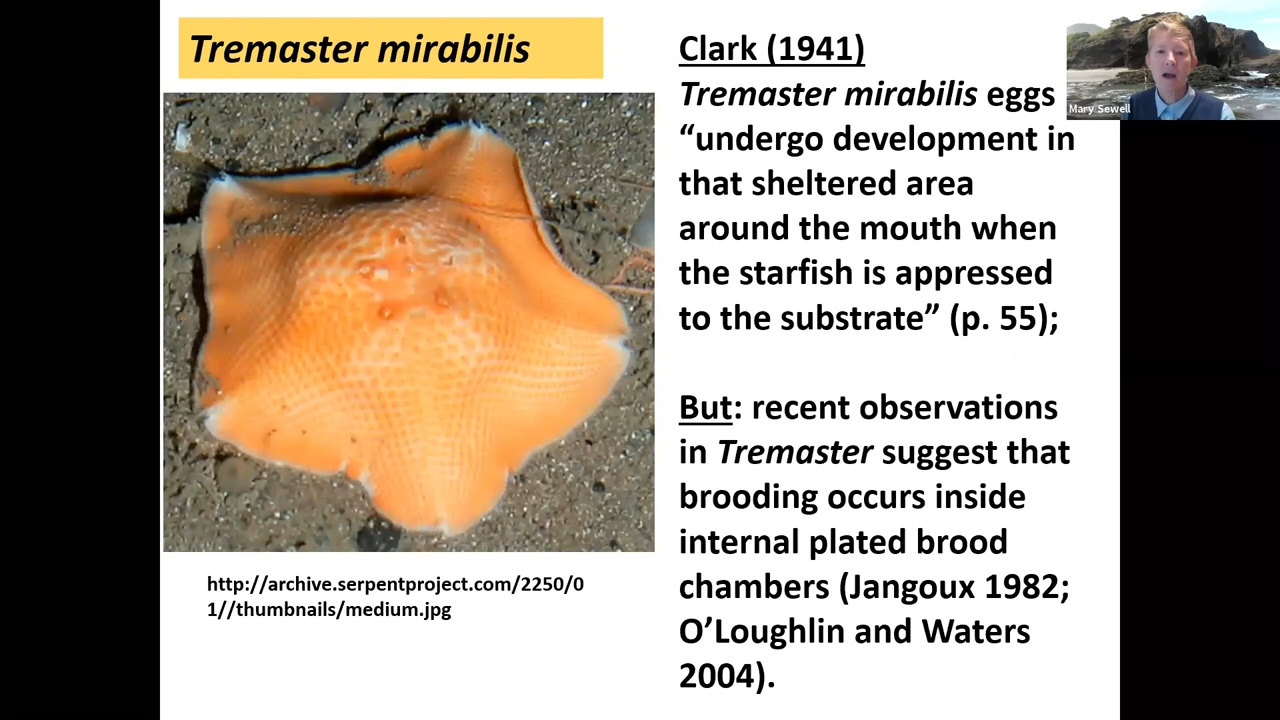 Tremaster mirabilis
http://archive.serpentproject.com/2250/0
1//thumbnails/medium.jpg
Clark (1941)
Tremaster mirabilis eggs
“undergo development in
that sheltered area
around the mouth when
the starfish is appressed
to the substrate” (p. 55);
But: recent observations
in Tremaster suggest that
brooding occurs inside
internal plated brood
chambers (Jangoux 1982;
O’Loughlin and Waters
2004).
Mary Sewell